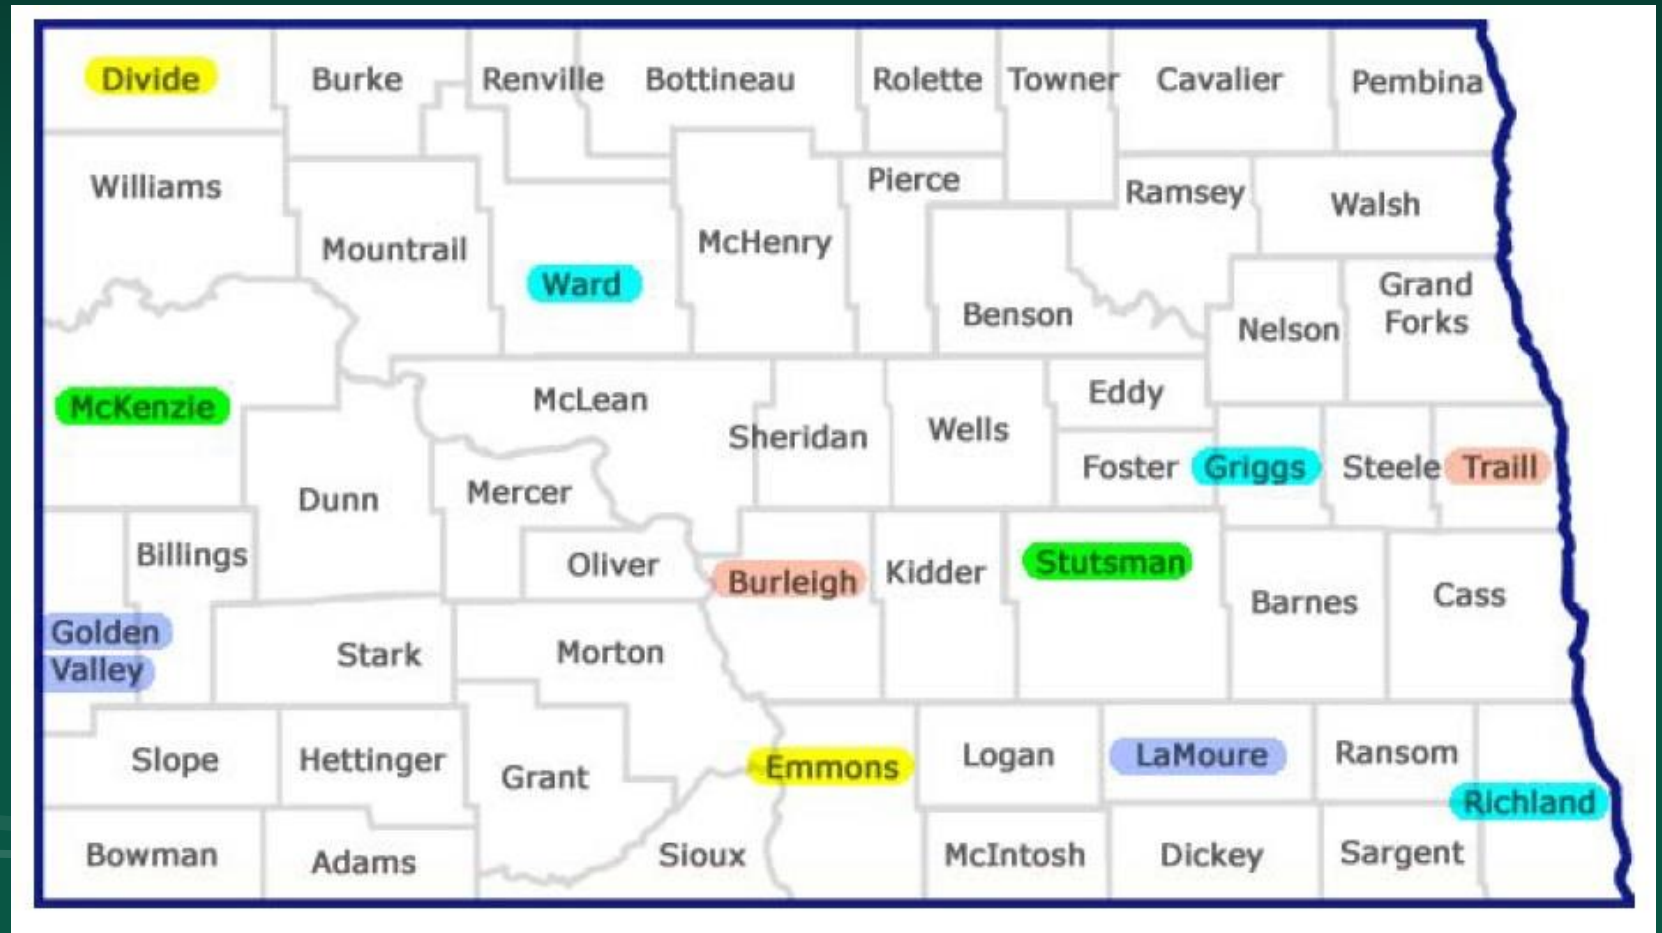 Divide
Burke
Renville
Bottineau
Rolette
Towner
Cavalier
Pembina
Williams
Mountrail
Ward
McHenry
Pierce
Benson
Ramsey
Walsh
Nelson
Grand
Forks
McKenzie
Dunn
McLean
Mercer
Oliver
Sheridan
Wells
Eddy
Foster
Griggs
Steele
Traill
Golden
Valley
Billings
Stark
Morton
Burleigh
Kidder
Stutsman
Barnes
Cass
Slope
Hettinger
Grant
Emmons
Logan
LaMoure
Ransom
Richland
Bowman
Adams
Sioux
McIntosh
Dickey
Sargent